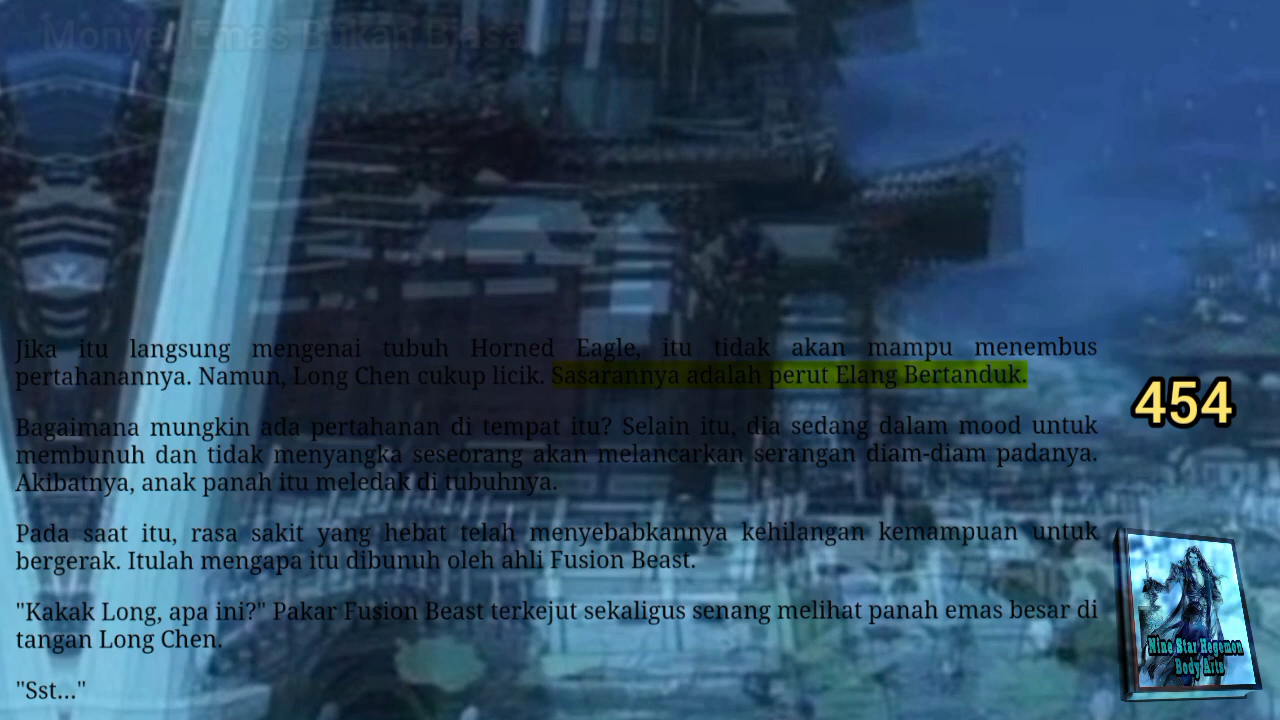 Monyet Emas Bukan Biasa
Jika itu langsung mengenai tubuh Horned Eagle, itu tidak akan mampu menembus
pertahanannya. Namun, Long Chen cukup licik. Sasarannya adalah perut Elang Bertanduk.
Bagaimana mungkin ada pertahanan di tempat itu? Selain itu, dia sedang dalam mood untuk
membunuh dan tidak menyangka seseorang akan melancarkan serangan diam-diam padanya.
Akibatnya, anak panah itu meledak di tubuhnya.
Pada saat itu, rasa sakit yang hebat telah menyebabkannya kehilangan kemampuan untuk
bergerak. Itulah mengapa itu dibunuh oleh ahli Fusion Beast.
"Kakak Long, apa ini?" Pakar Fusion Beast terkejut sekaligus senang melihat panah emas besar di
tangan Long Chen.
"Sst..."
454
Nine Star Hegemon
Body Arts